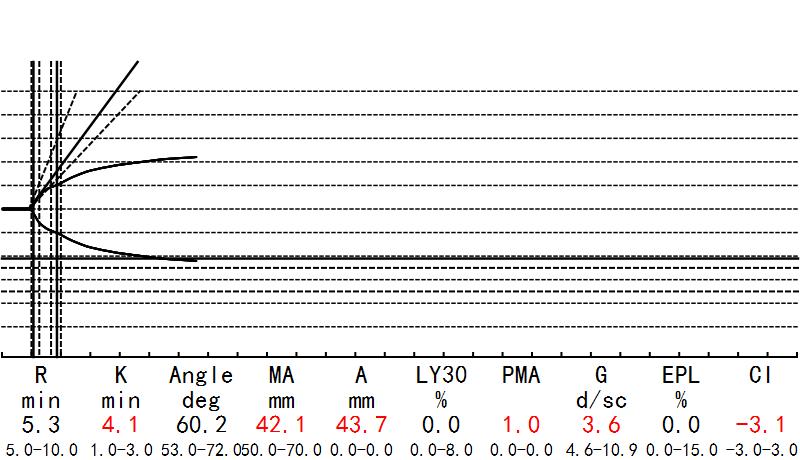 R K Angle MA A LY30 PMA G EPL CI
min min deg mm mm % d/sc %
5.3 4.1 60.2 42.1 43.7 0.0 1.0 3.6 0.0 -3.1
5.0-10.0 1.0-3.0 53.0-72.0 50.0-70.0 0.0-0.0 0.0-8.0 0.0-0.0 4.6-10.9 0.0-15.0 -3.0-3.0